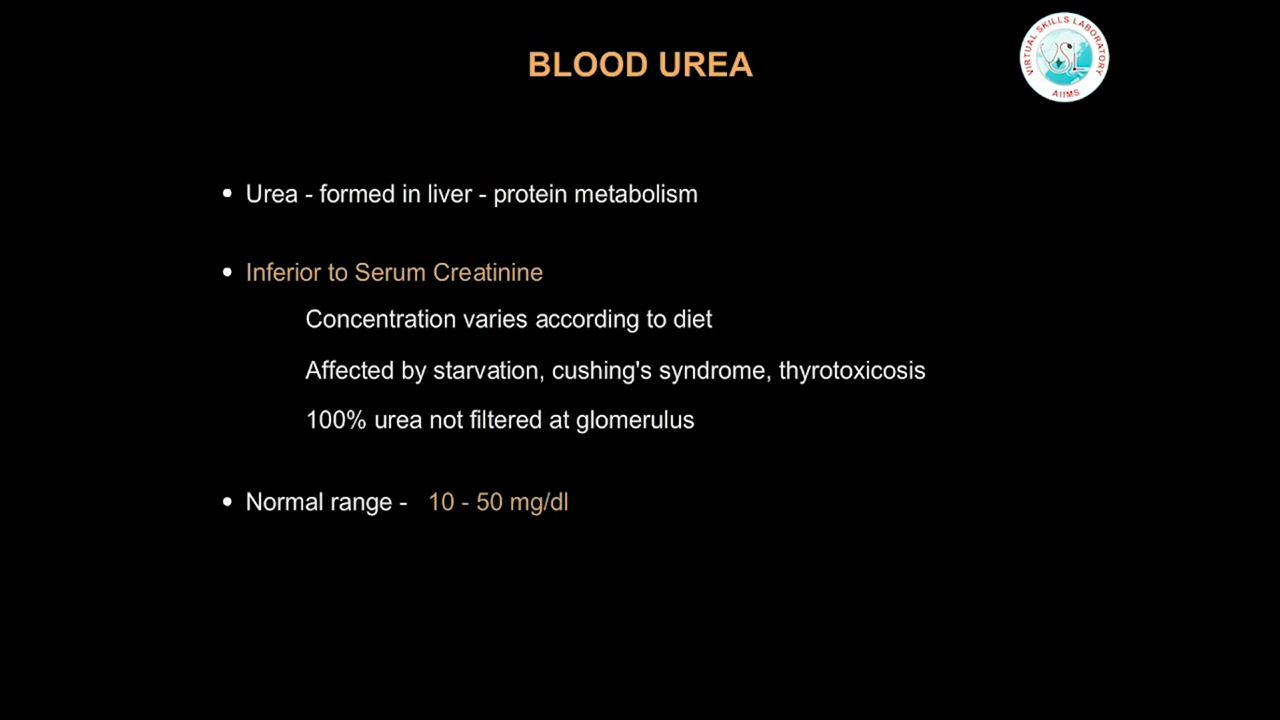 BLOOD UREA
VIRTUAL SKILLS LABORATORY
VSL
AIIMS
• Urea - formed in liver - protein metabolism
• Inferior to Serum Creatinine
Concentration varies according to diet
Affected by starvation, cushing's syndrome, thyrotoxicosis
100% urea not filtered at glomerulus
• Normal range - 10 - 50 mg/dl